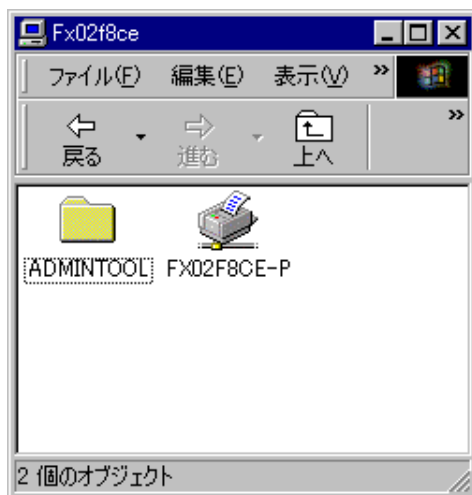 Fx02f8ce
ファイル(F) 編集(E) 表示(V) »
»
戻る 進む 上へ
ADMINTOOL FX02F8CE-P
2 個のオブジェクト